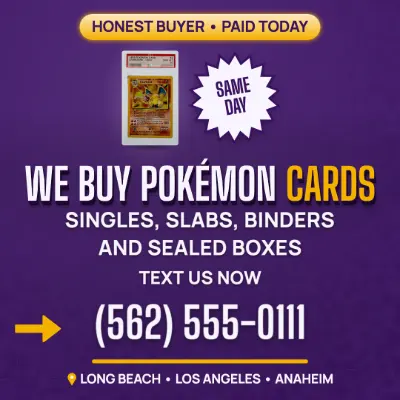 HONEST BUYER • PAID TODAY
SAME
DAY
WE BUY POKÉMON CARDS
SINGLES, SLABS, BINDERS
AND SEALED BOXES
TEXT US NOW
(562) 555-0111
LONG BEACH • LOS ANGELES • ANAHEIM